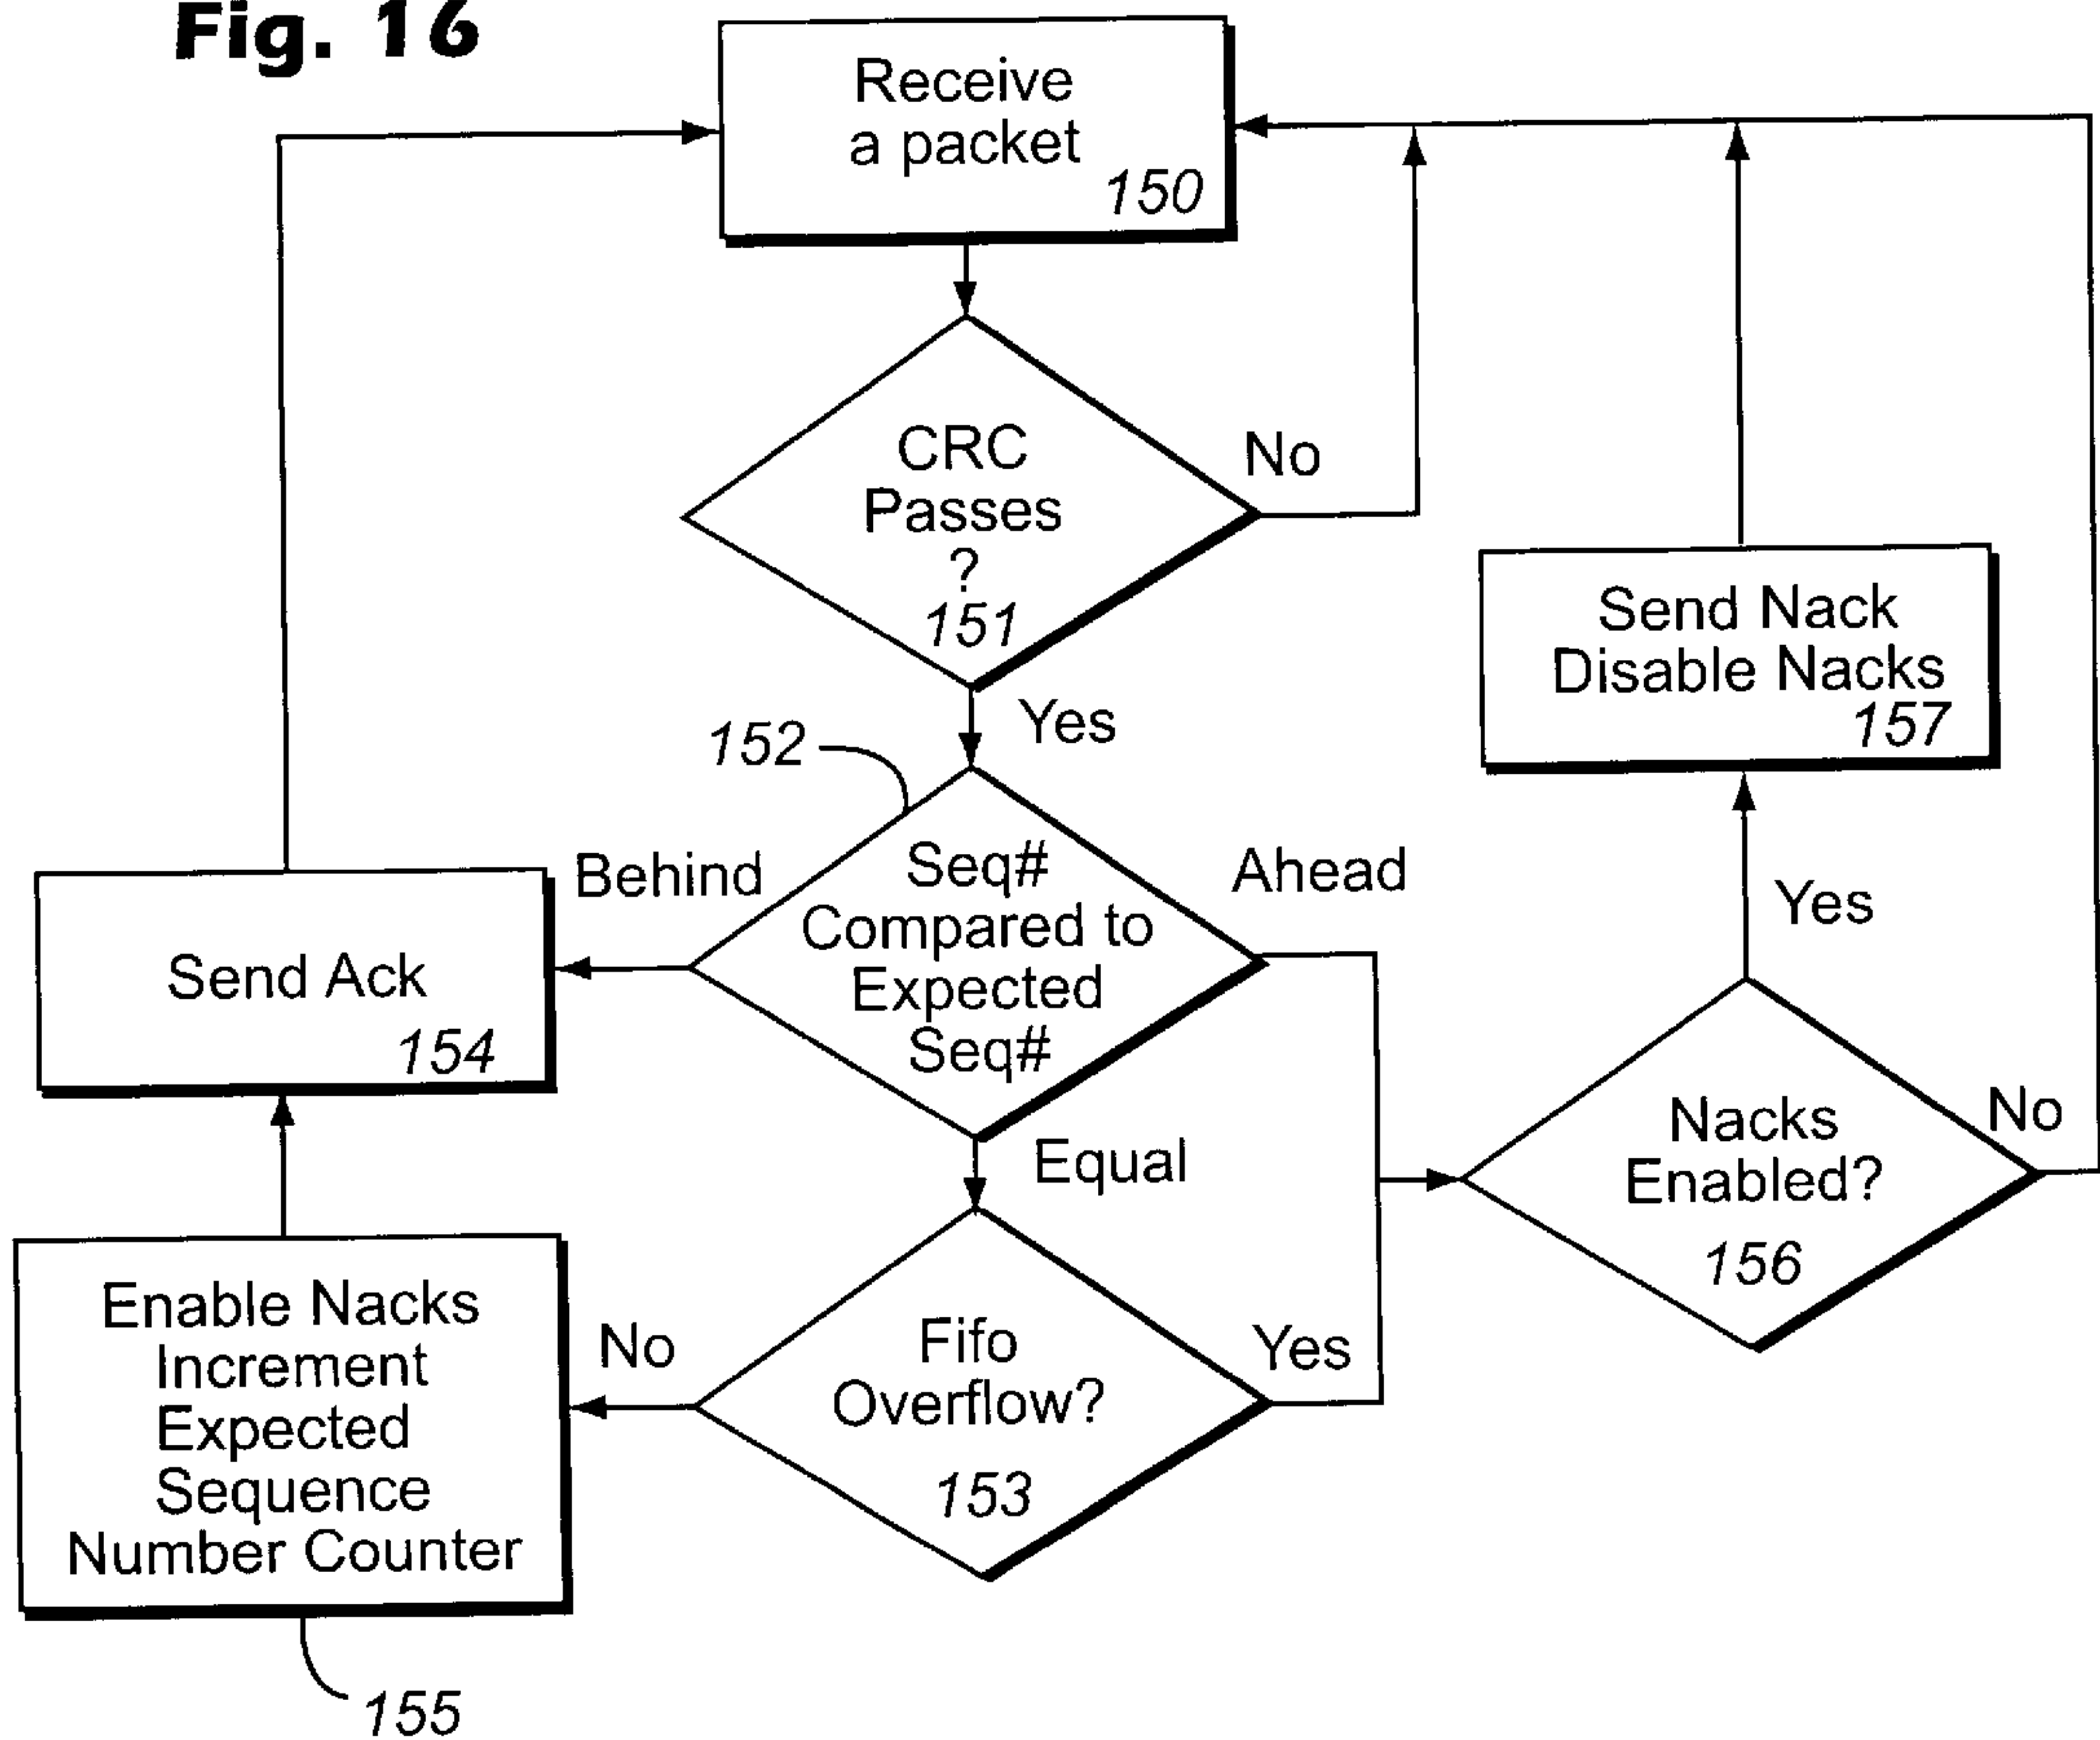 Fig. 16
Receive
a packet
150
CRC
Passes
?
151
No
Yes
152
Seq#
Compared to
Expected
Seq#
Behind
Ahead
Equal
Send Ack
154
Send Nack
Disable Nacks
157
Yes
Nacks
Enabled?
156
No
Fifo
Overflow?
153
No
Yes
Enable Nacks
Increment
Expected
Sequence
Number Counter
155